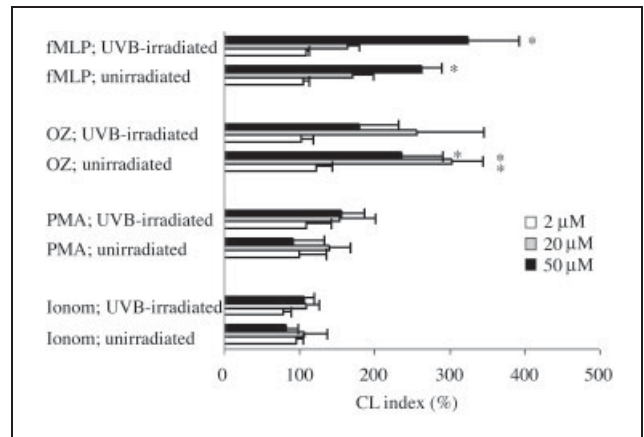 fMLP; UVB-irradiated
*
fMLP; unirradiated
*
OZ; UVB-irradiated
OZ; unirradiated
* *
*
PMA; UVB-irradiated
PMA; unirradiated
2 µM
20 µM
50 µM
Ionom; UVB-irradiated
Ionom; unirradiated
0 100 200 300 400 500
CL index (%)